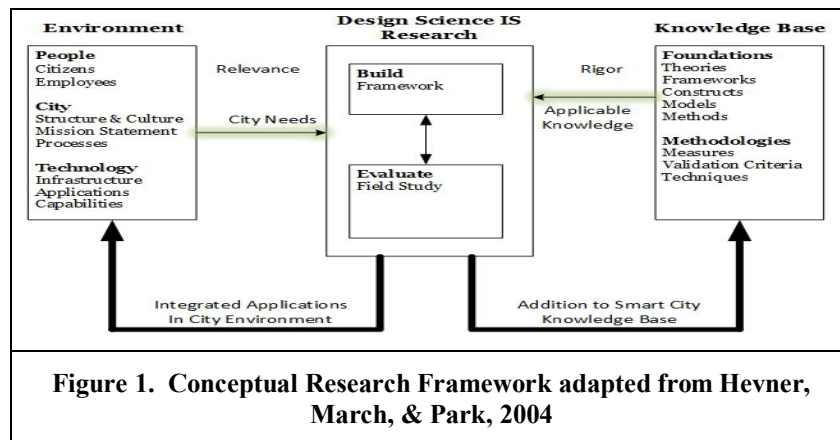 Environment
People
Citizens
Employees
City
Structure & Culture
Mission Statement
Processes
Technology
Infrastructure
Applications
Capabilities
Relevance
City Needs
Design Science IS
Research
Build
Framework
Evaluate
Field Study
Rigor
Applicable
Knowledge
Knowledge Base
Foundations
Theories
Frameworks
Constructs
Models
Methods
Methodologies
Measures
Validation Criteria
Techniques
Integrated Applications
In City Environment
Addition to Smart City
Knowledge Base
Figure 1. Conceptual Research Framework adapted from Hevner,
March, & Park, 2004